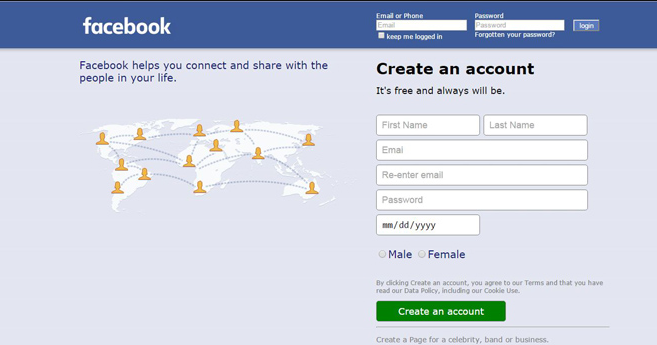 facebook
Email or Phone Password
Email Password login
keep me logged in Forgotten your password?
Facebook helps you connect and share with the
people in your life.
Create an account
It's free and always will be.
First Name Last Name
Emai
Re-enter email
Password
mm/dd/yyyy
Male Female
By clicking Create an account, you agree to our Terms and that you have
read our Data Policy, including our Cookie Use.
Create an account
Create a Page for a celebrity, band or business.